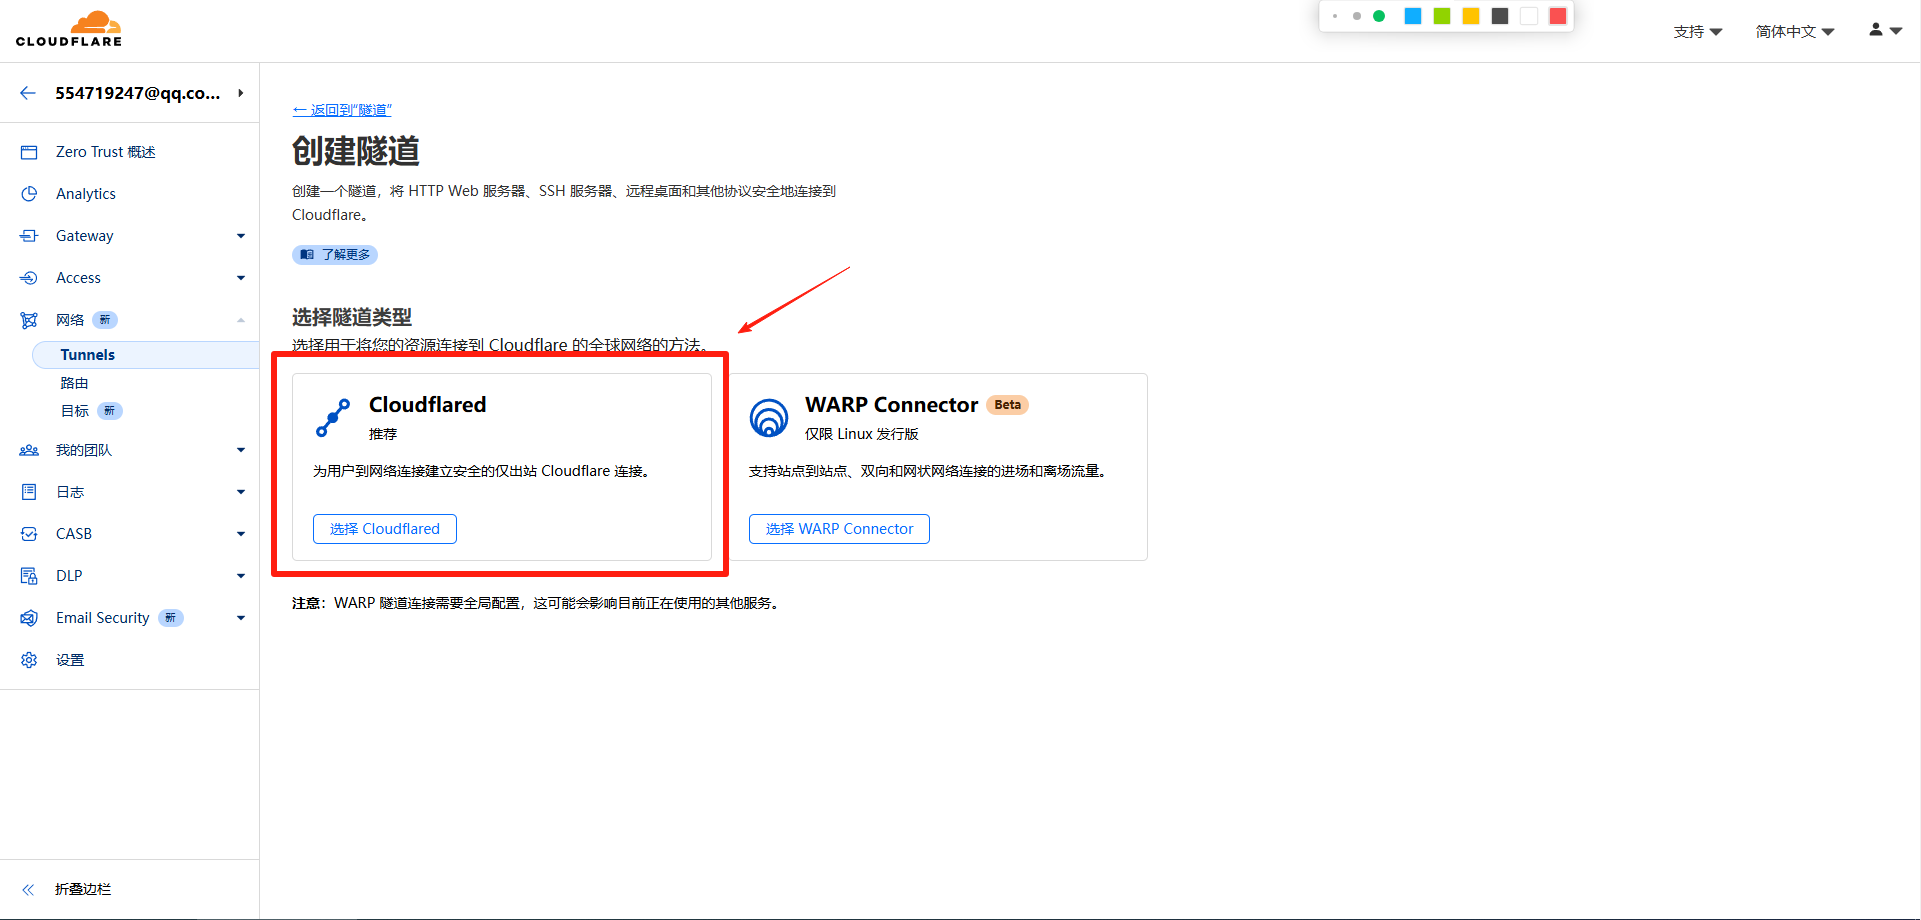 CLOUDFLARE
支持
简体中文
554719247@qq.co...
Zero Trust 概述
Analytics
Gateway
Access
网络 新
Tunnels
路由
目标 新
我的团队
日志
CASB
DLP
Email Security 新
设置
折叠边栏
← 返回到“隧道”
创建隧道
创建一个隧道，将 HTTP Web 服务器、SSH 服务器、远程桌面和其他协议安全地连接到
Cloudflare。
了解更多
选择隧道类型
选择用于将您的资源连接到 Cloudflare 的全球网络的方法。
Cloudflared
推荐
为用户到网络连接建立安全的仅出站 Cloudflare 连接。
选择 Cloudflared
WARP Connector Beta
仅限 Linux 发行版
支持站点到站点、双向和网状网络连接的进场和离场流量。
选择 WARP Connector
注意：WARP 隧道连接需要全局配置，这可能会影响目前正在使用的其他服务。